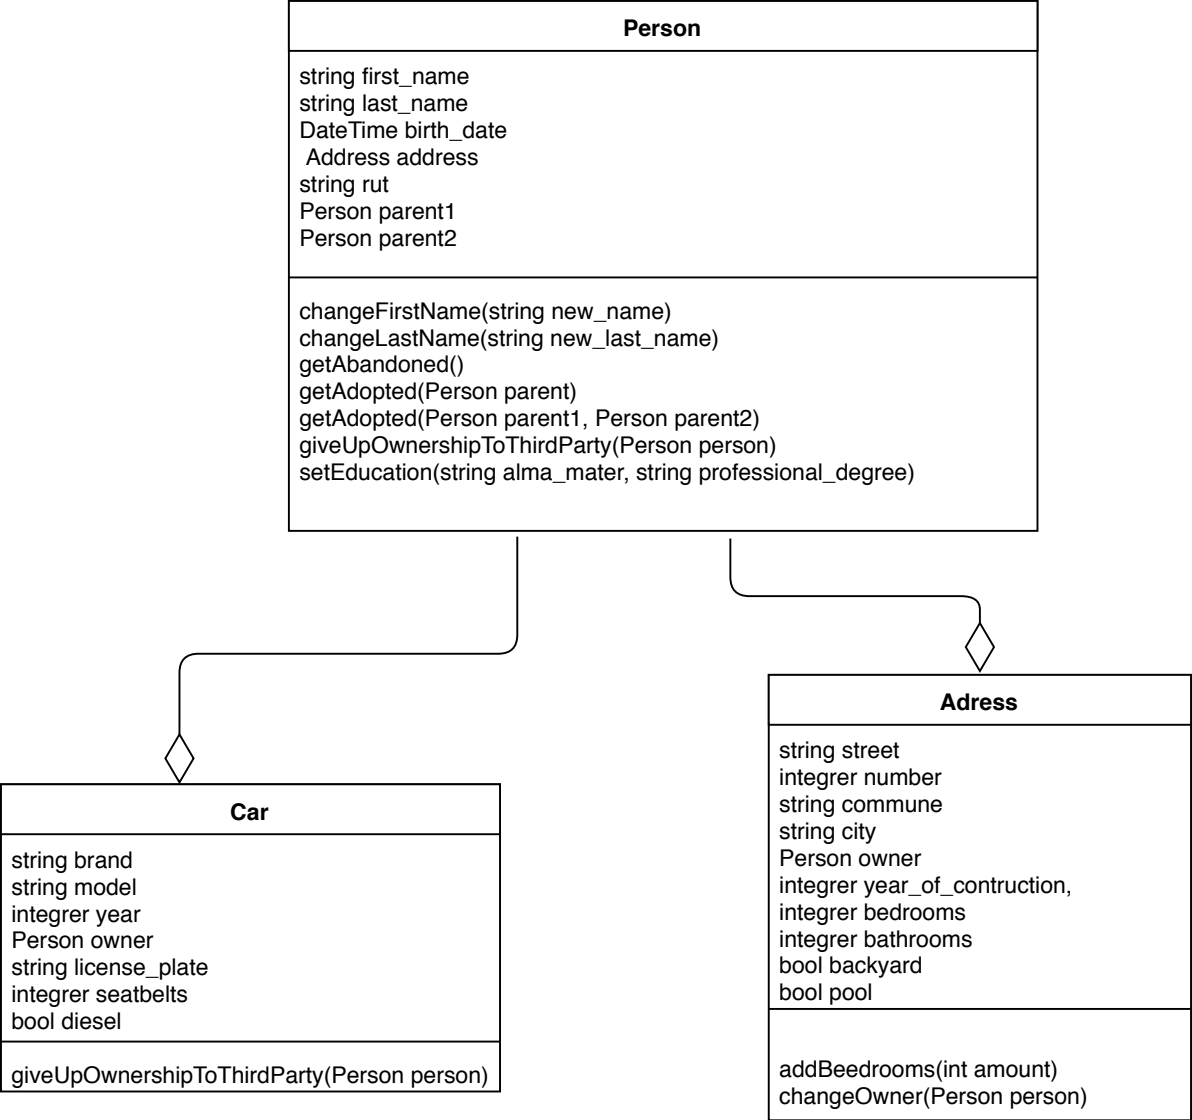 Person
string first_name
string last_name
DateTime birth_date
Address address
string rut
Person parent1
Person parent2
changeFirstName(string new_name)
changeLastName(string new_last_name)
getAbandoned()
getAdopted(Person parent)
getAdopted(Person parent1, Person parent2)
giveUpOwnershipToThirdParty(Person person)
setEducation(string alma_mater, string professional_degree)
Car
string brand
string model
integrer year
Person owner
string license_plate
integrer seatbelts
bool diesel
giveUpOwnershipToThirdParty(Person person)
Adress
string street
integrer number
string commune
string city
Person owner
integrer year_of_contruction,
integrer bedrooms
integrer bathrooms
bool backyard
bool pool
addBeedrooms(int amount)
changeOwner(Person person)